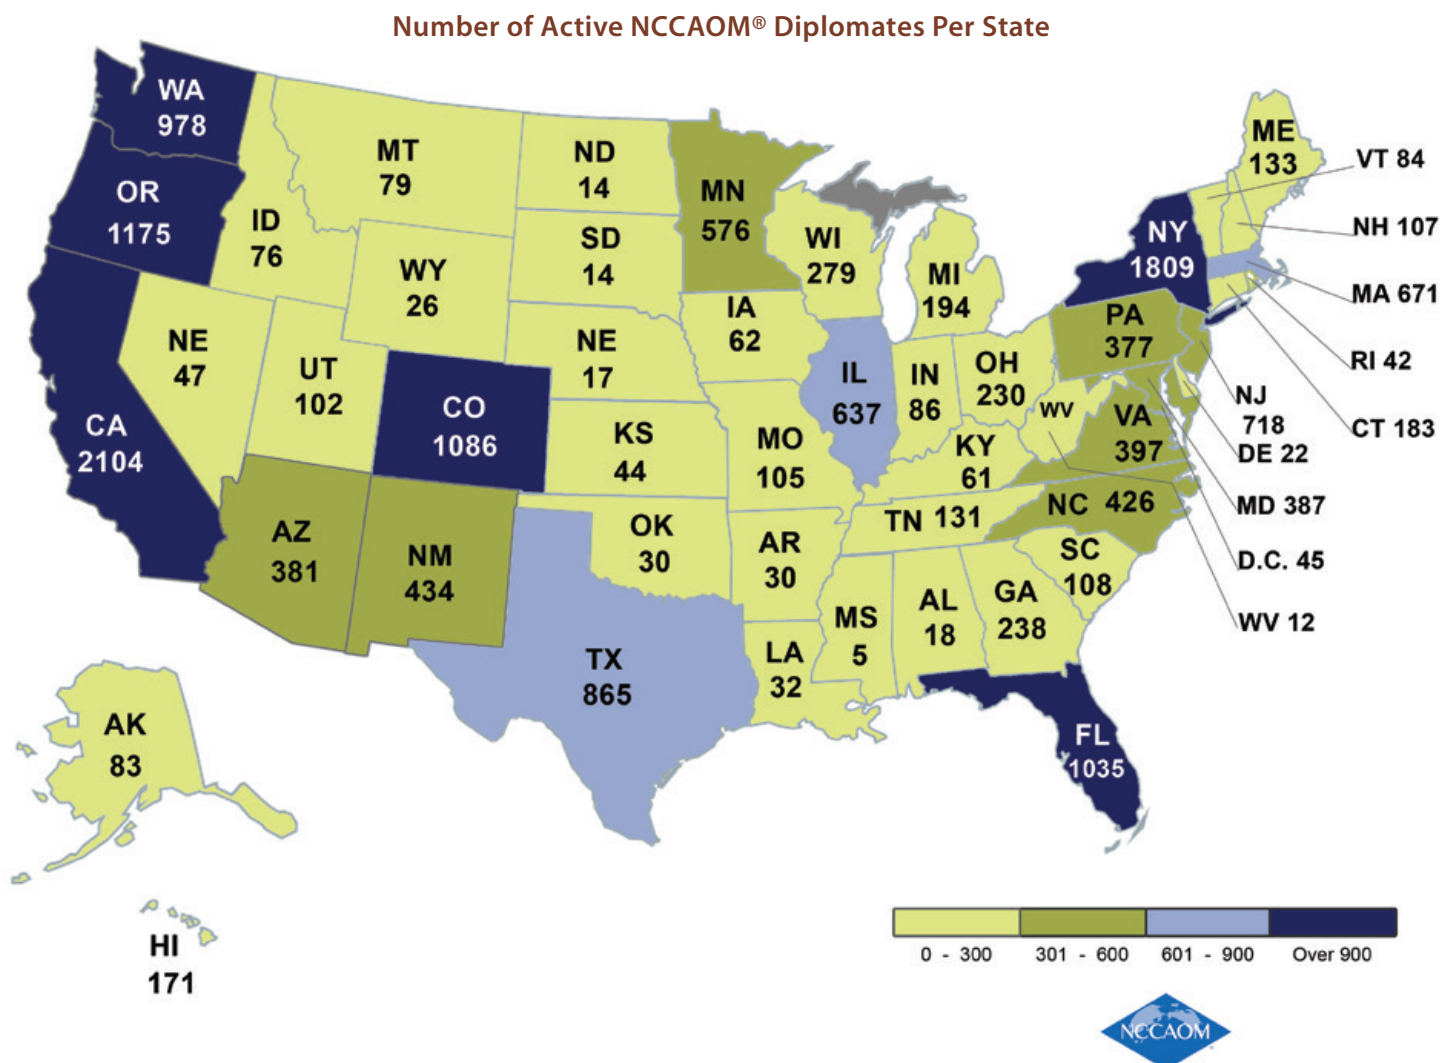 Number of Active NCCAOM® Diplomates Per State
WA
978
OR
1175
CA
2104
ID
76
NE
47
MT
79
WY
26
UT
102
CO
1086
AZ
381
NM
434
ND
14
SD
14
NE
17
KS
44
OK
30
TX
865
MN
576
IA
62
MO
105
AR
30
LA
32
WI
279
IL
637
MI
194
IN
86
OH
230
KY
61
TN 131
MS
5
AL
18
GA
238
FL
1035
SC
108
NC 426
VA
397
WV
PA
377
NY
1809
ME
133
VT 84
NH 107
MA 671
RI 42
CT 183
NJ
718
DE 22
MD 387
D.C. 45
WV 12
AK
83
HI
171
0 - 300
301 - 600
601 - 900
Over 900
NCCAOM